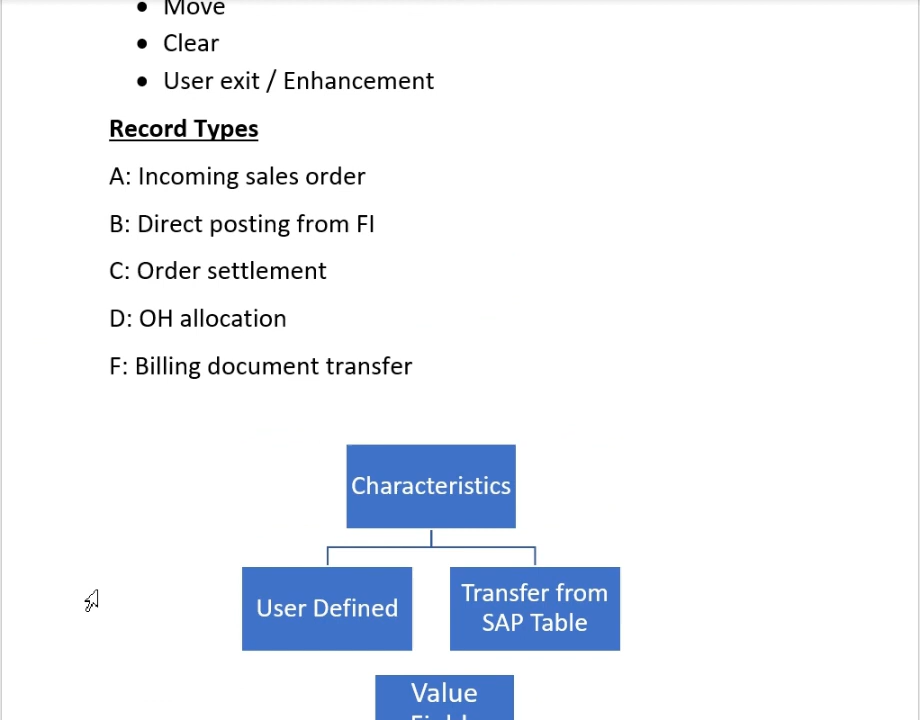 • Move
• Clear
• User exit / Enhancement
Record Types
A: Incoming sales order
B: Direct posting from FI
C: Order settlement
D: OH allocation
F: Billing document transfer
Characteristics
User Defined
Transfer from
SAP Table
Value